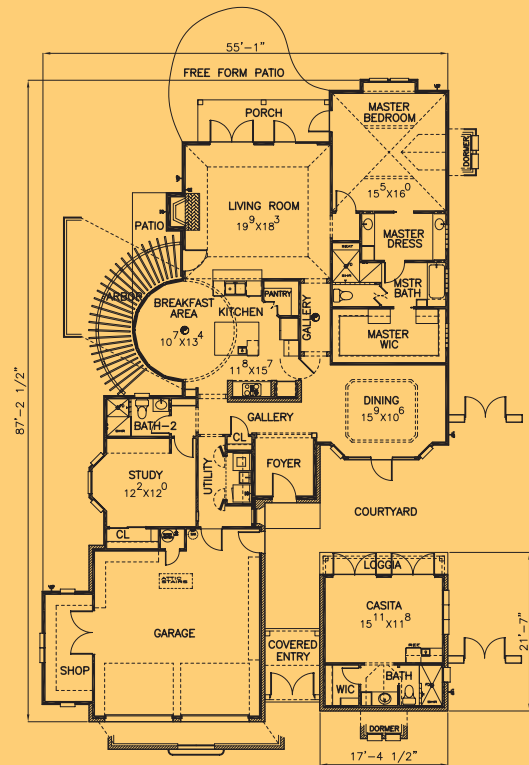 55'-1"
FREE FORM PATIO
PORCH
MASTER
BEDROOM
15⁵X16⁰
DORMER
LIVING ROOM
19⁹X18³
PATIO
MASTER
DRESS
MSTR
BATH
ARBOR
BREAKFAST
AREA
10⁷X13⁴
KITCHEN
PANTRY
GALLERY
MASTER
WIC
11⁸X15⁷
87'-2 1/2"
DINING
15⁹X10⁶
GALLERY
BATH-2
CL
STUDY
12²X12⁰
UTILITY
FOYER
COURTYARD
CL
LOGGIA
CASITA
15¹¹X11⁸
REF.
21'-7"
GARAGE
SHOP
COVERED
ENTRY
WIC
BATH
DORMER
17'-4 1/2"